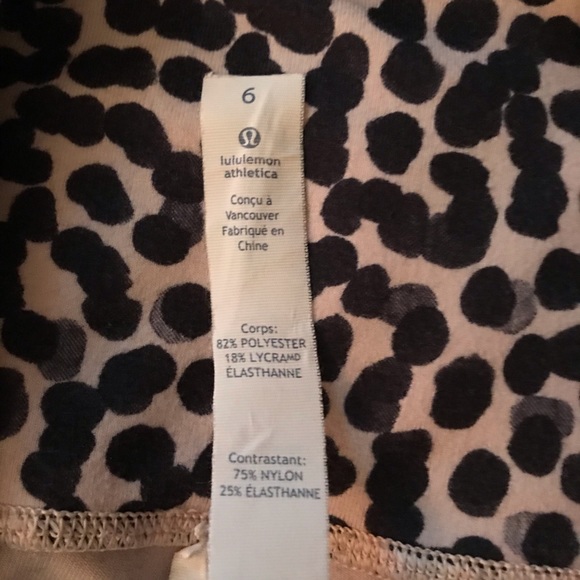 6
lululemon
athletica
Conçu à
Vancouver
Fabriqué en
Chine
Corps:
82% POLYESTER
18% LYCRAMD
ÉLASTHANNE
Contrastant:
75% NYLON
25% ÉLASTHANNE